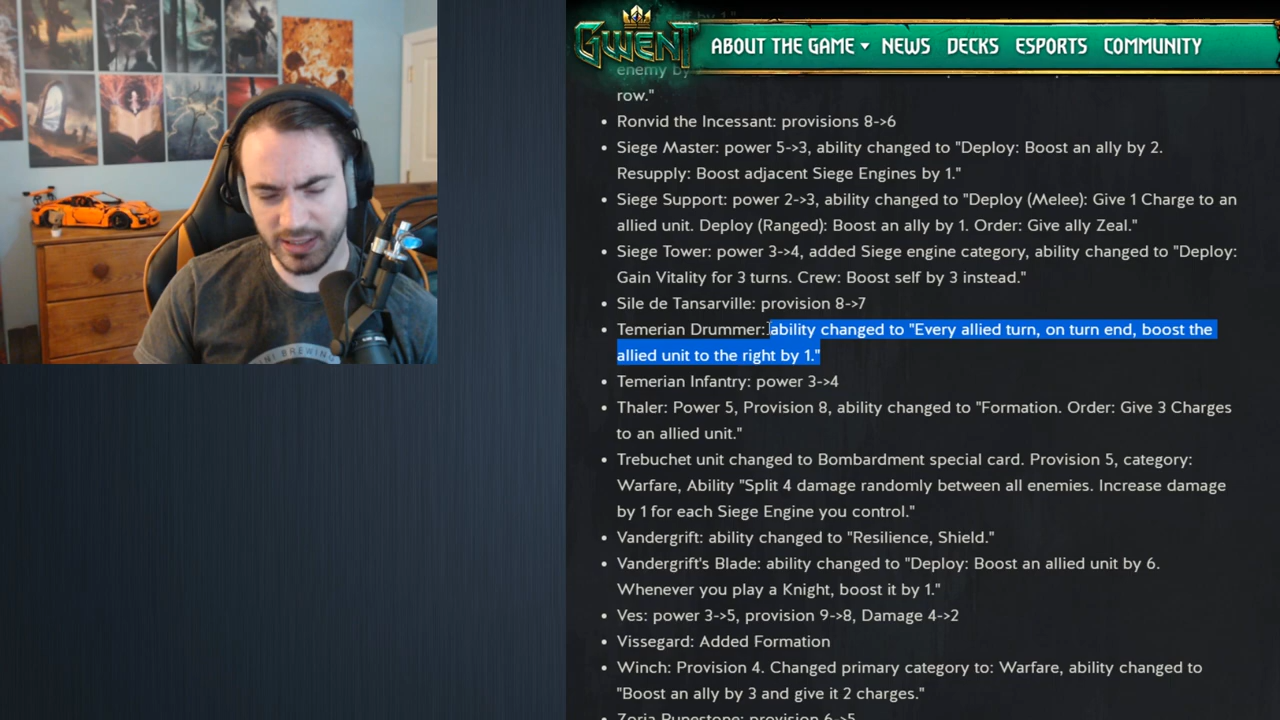 GWENT
ABOUT THE GAME NEWS DECKS ESPORTS COMMUNITY
enemy by
row."
• Ronvid the Incessant: provisions 8->6
• Siege Master: power 5->3, ability changed to "Deploy: Boost an ally by 2.
Resupply: Boost adjacent Siege Engines by 1."
• Siege Support: power 2->3, ability changed to "Deploy (Melee): Give 1 Charge to an
allied unit. Deploy (Ranged): Boost an ally by 1. Order: Give ally Zeal."
• Siege Tower: power 3->4, added Siege engine category, ability changed to "Deploy:
Gain Vitality for 3 turns. Crew: Boost self by 3 instead."
• Sile de Tansarville: provision 8->7
• Temerian Drummer: ability changed to "Every allied turn, on turn end, boost the
allied unit to the right by 1."
• Temerian Infantry: power 3->4
• Thaler: Power 5, Provision 8, ability changed to "Formation. Order: Give 3 Charges
to an allied unit."
• Trebuchet unit changed to Bombardment special card. Provision 5, category:
Warfare, Ability "Split 4 damage randomly between all enemies. Increase damage
by 1 for each Siege Engine you control."
• Vandergrift: ability changed to "Resilience, Shield."
• Vandergrift's Blade: ability changed to "Deploy: Boost an allied unit by 6.
Whenever you play a Knight, boost it by 1."
• Ves: power 3->5, provision 9->8, Damage 4->2
• Vissegard: Added Formation
• Winch: Provision 4. Changed primary category to: Warfare, ability changed to
"Boost an ally by 3 and give it 2 charges."
• Zoria Runestone: provision 6->5